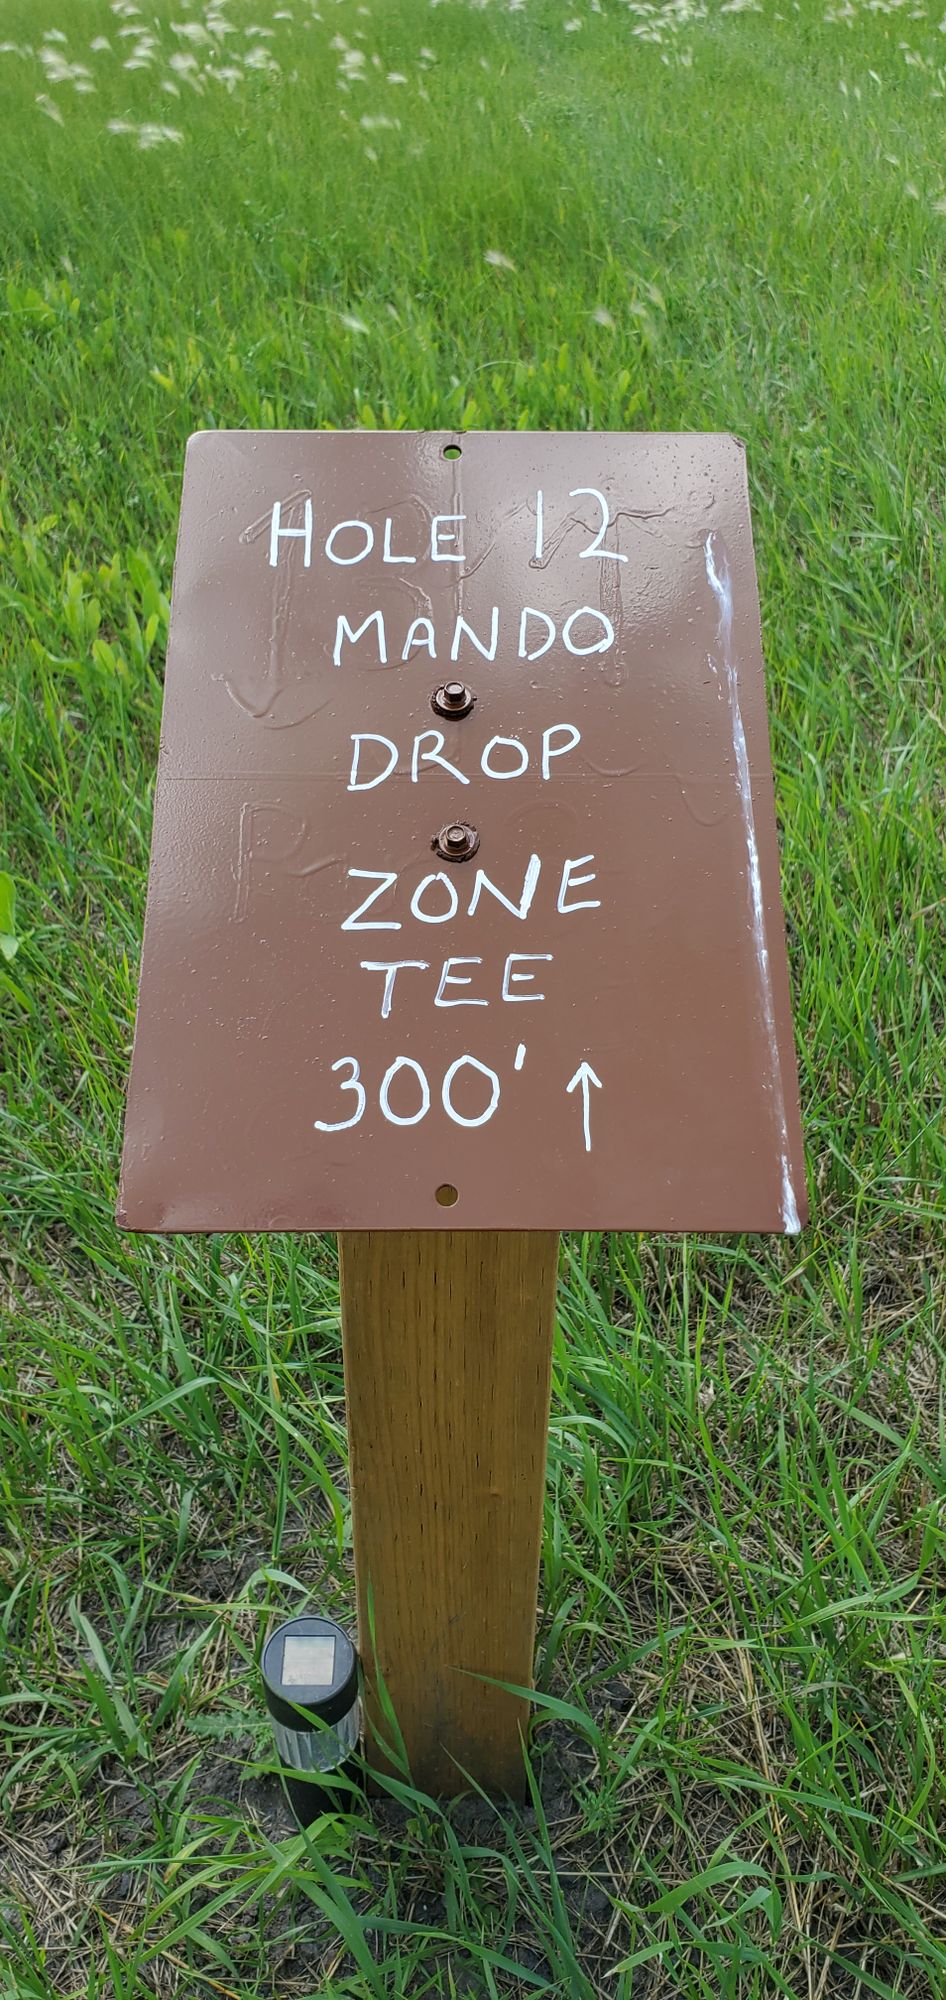 HOLE 12
MANDO
DROP
ZONE
TEE
300' ↑